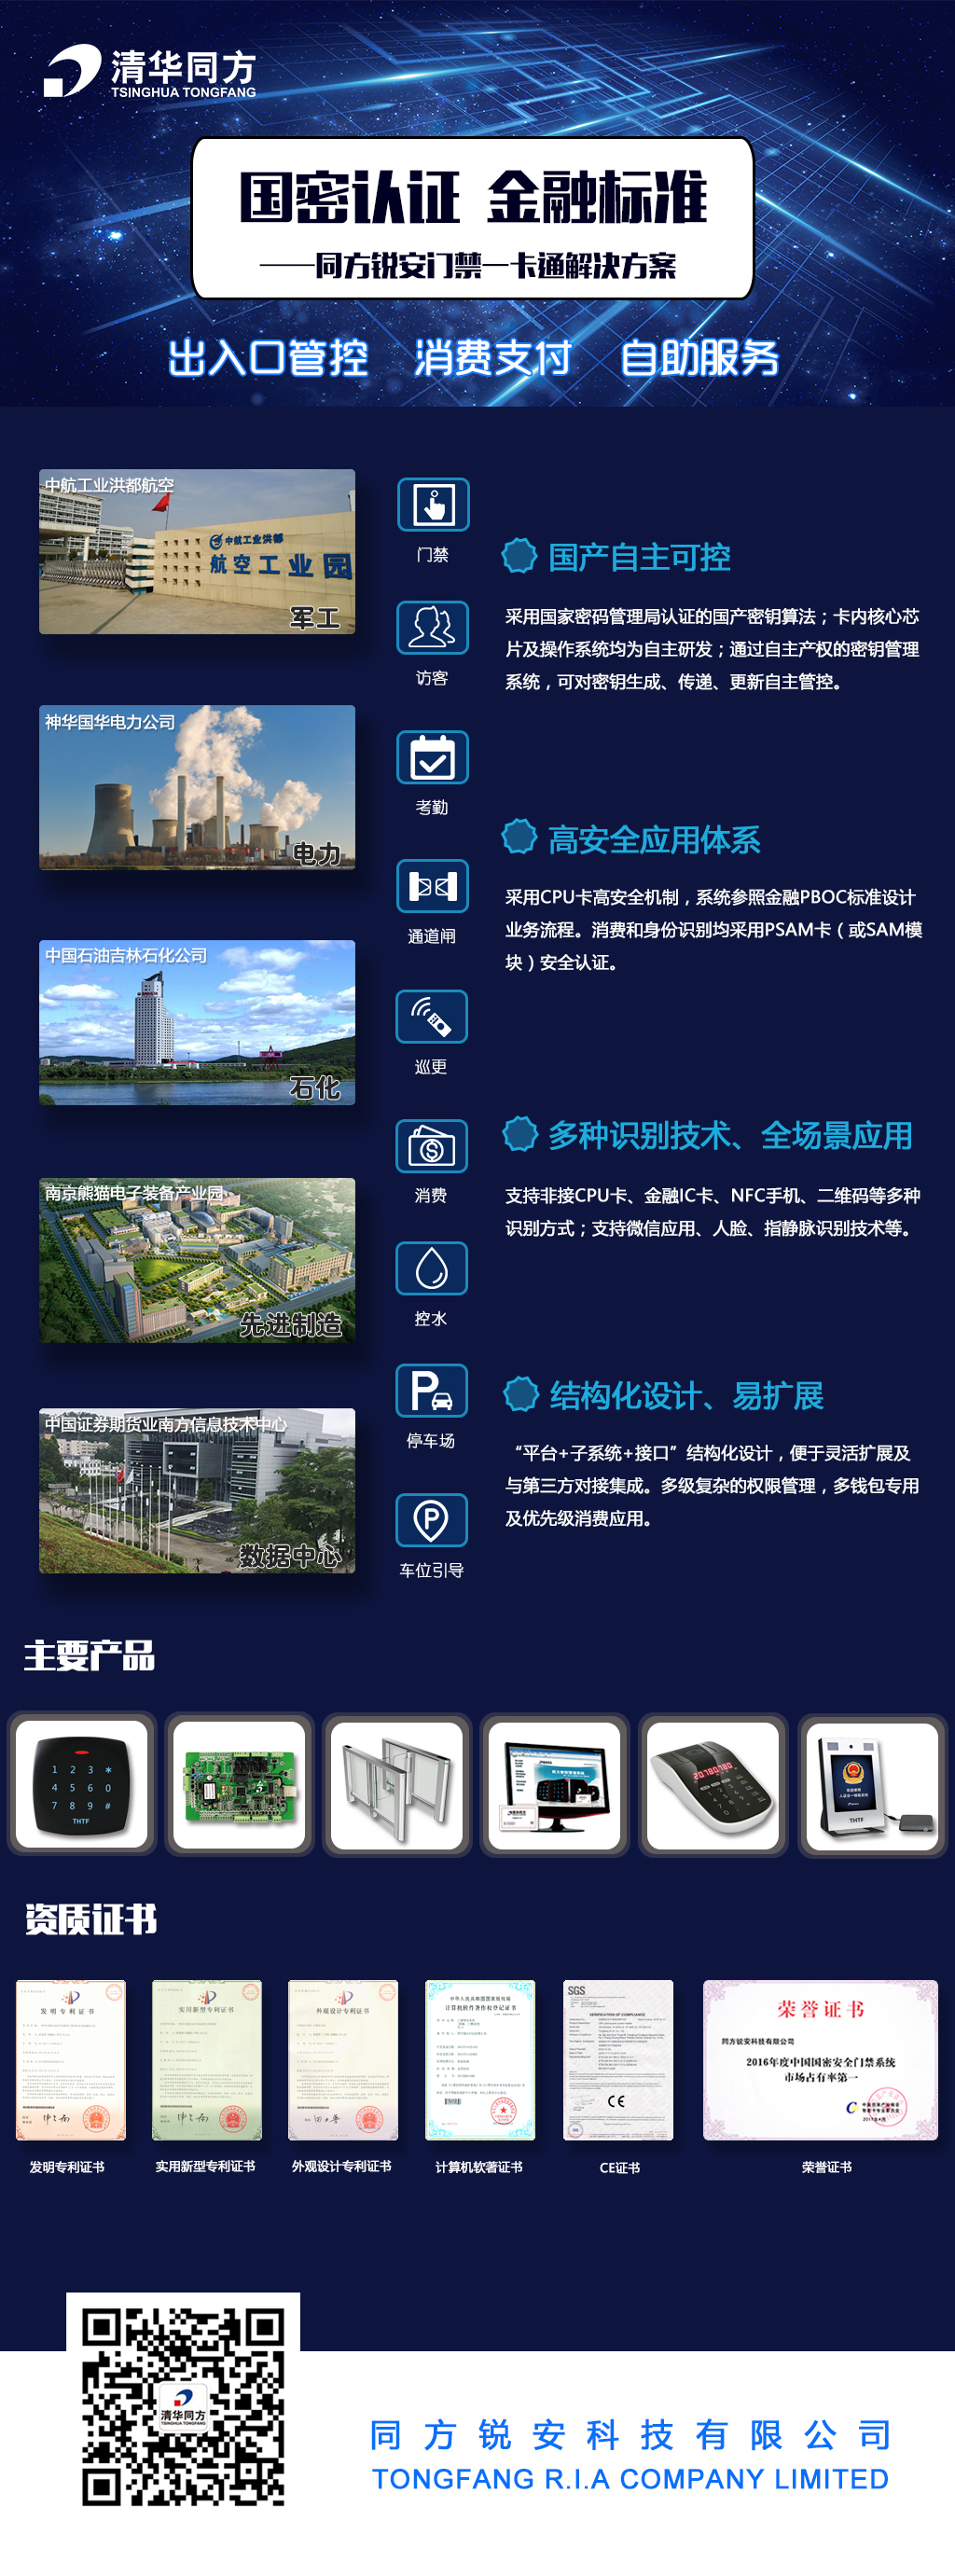 清华同方
TSINGHUA TONGFANG
国密认证 金融标准
——同方锐安门禁一卡通解决方案
出入口管控 消费支付 自助服务
中航工业洪都航空
中航工业洪都
航空工业园
军工
神华国华电力公司
电力
中国石油吉林石化公司
石化
南京熊猫电子装备产业园
先进制造
中国证券期货业南方信息技术中心
数据中心
门禁
访客
考勤
通道闸
巡更
消费
控水
停车场
车位引导
国产自主可控
采用国家密码管理局认证的国产密钥算法；卡内核心芯
片及操作系统均为自主研发；通过自主产权的密钥管理
系统，可对密钥生成、传递、更新自主管控。
高安全应用体系
采用CPU卡高安全机制，系统参照金融PBOC标准设计
业务流程。消费和身份识别均采用PSAM卡（或SAM模
块）安全认证。
多种识别技术、全场景应用
支持非接CPU卡、金融IC卡、NFC手机、二维码等多种
识别方式；支持微信应用、人脸、指静脉识别技术等。
结构化设计、易扩展
“平台+子系统+接口”结构化设计，便于灵活扩展及
与第三方对接集成。多级复杂的权限管理，多钱包专用
及优先级消费应用。
主要产品
1 2 3 *
4 5 6 0
7 8 9 #
THTF
THTF
资质证书
发明专利证书
实用新型专利证书
外观设计专利证书
计算机软件著作权登记证书
SGS
CE
荣誉证书
同方锐安科技有限公司
2016年度中国国家安全门禁系统
市场占有率第一
发明专利证书
实用新型专利证书
外观设计专利证书
计算机软著证书
CE证书
荣誉证书
清华同方
TSINGHUA TONGFANG
同方锐安科技有限公司
TONGFANG R.I.A COMPANY LIMITED